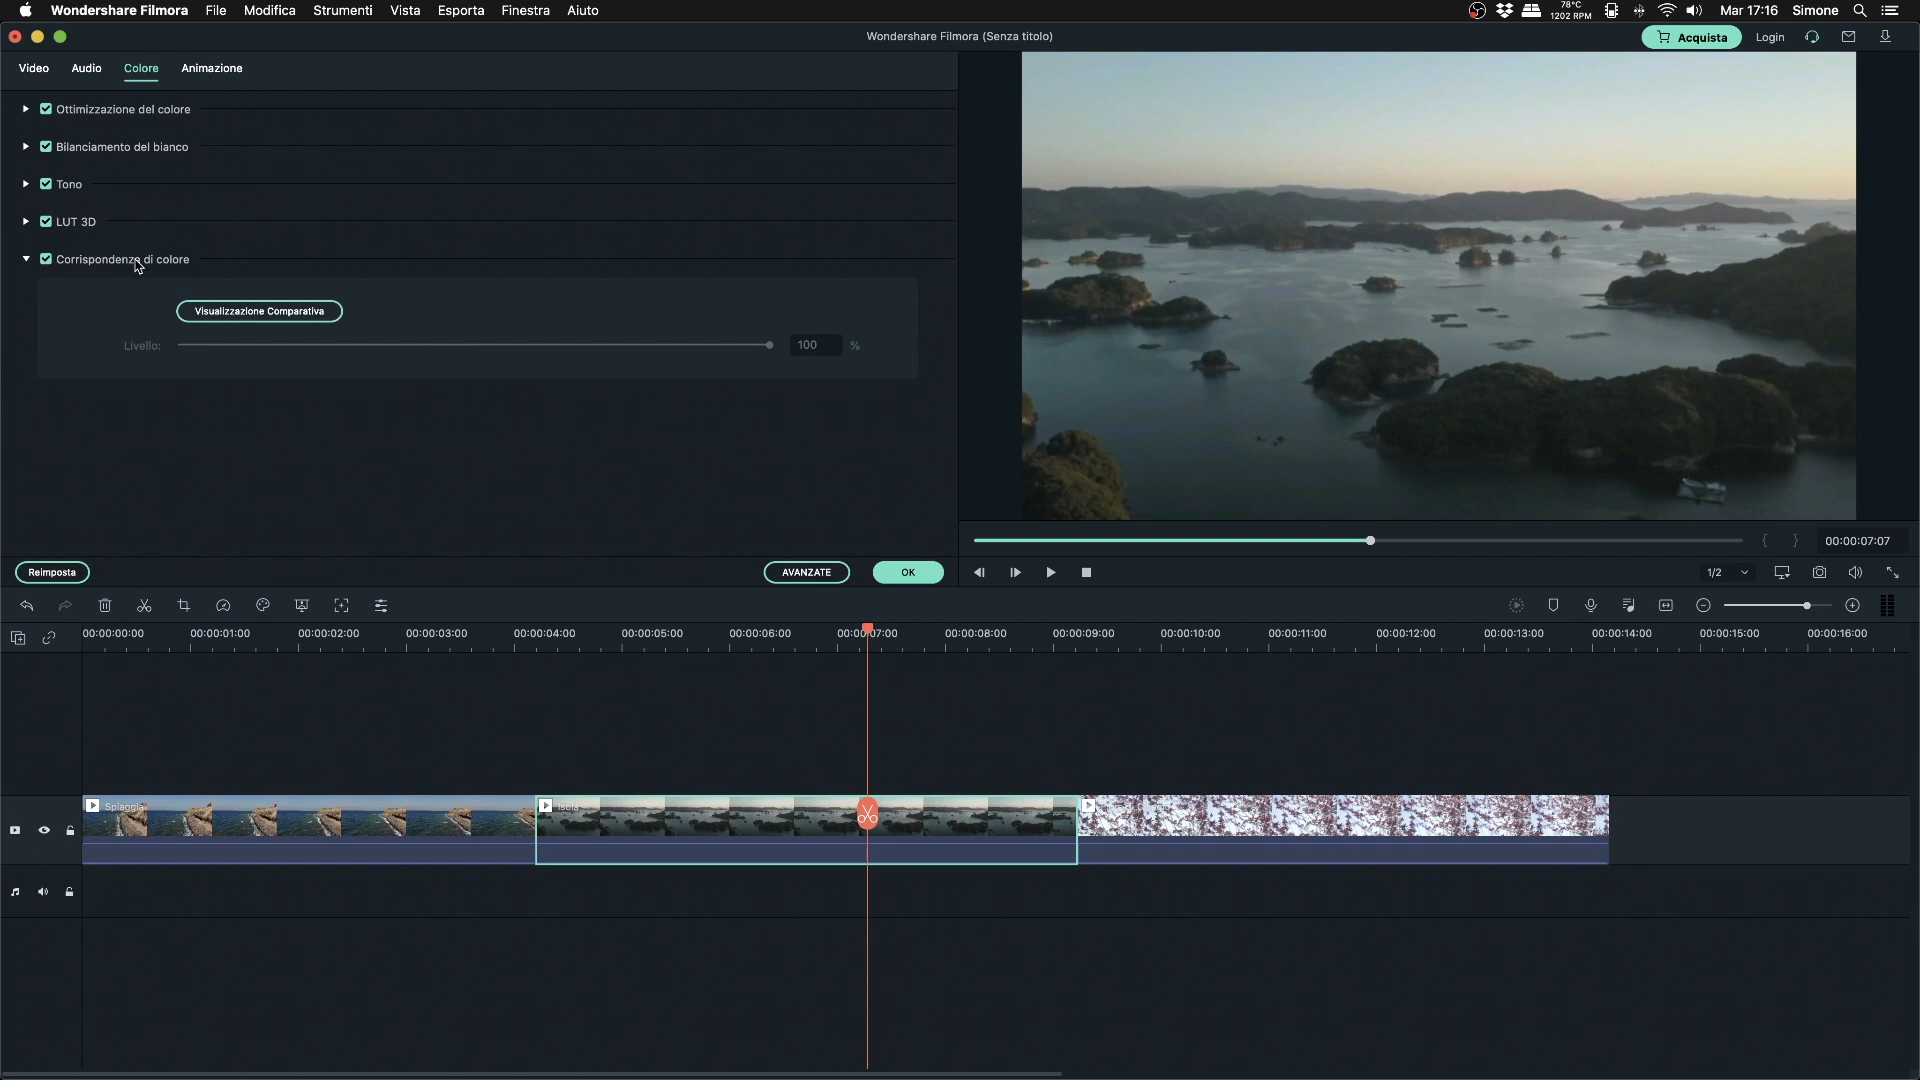 Wondershare Filmora File Modifica Strumenti Vista Esporta Finestra Aiuto
78°C
1202 RPM
Mar 17:16 Simone
Wondershare Filmora (Senza titolo)
Acquista Login
Video Audio Colore Animazione
Ottimizzazione del colore
Bilanciamento del bianco
Tono
LUT 3D
Corrispondenza di colore
Visualizzazione Comparativa
Livello: 100 %
{ } 00:00:07:07
Reimposta AVANZATE OK
1/2
00:00:00:00 00:00:01:00 00:00:02:00 00:00:03:00 00:00:04:00 00:00:05:00 00:00:06:00 00:00:07:00 00:00:08:00 00:00:09:00 00:00:10:00 00:00:11:00 00:00:12:00 00:00:13:00 00:00:14:00 00:00:15:00 00:00:16:00
Spiaggia Isola